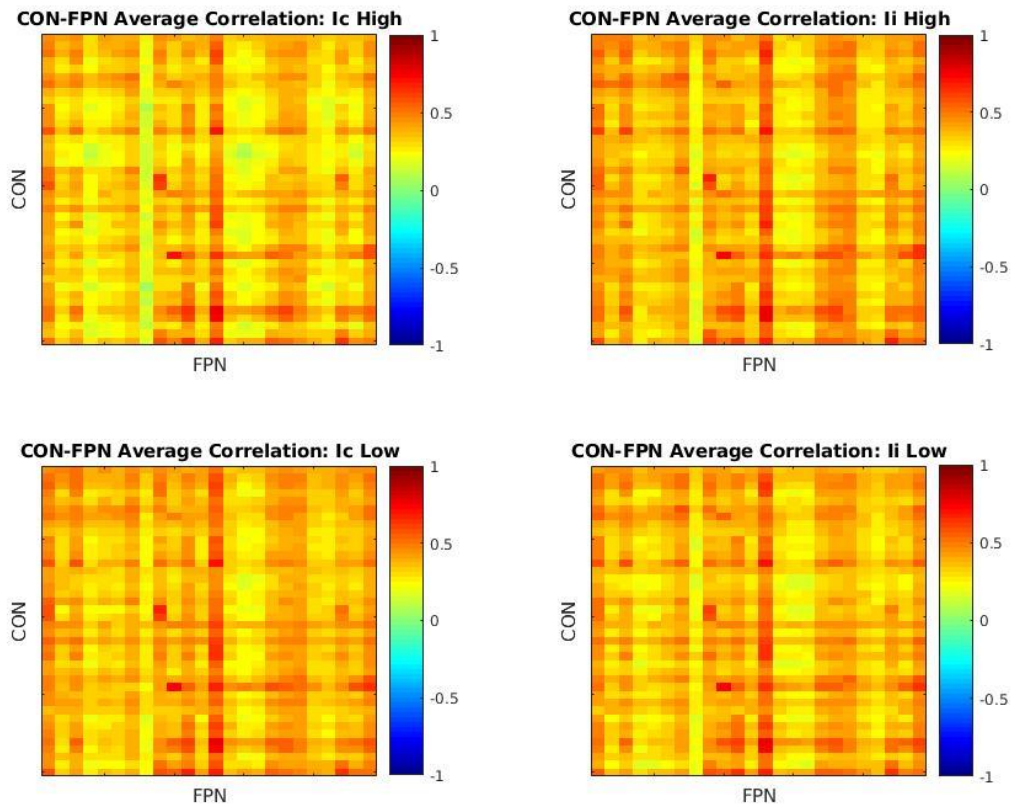 CON-FPN Average Correlation: Ic High
CON
FPN
1
0.5
0
-0.5
-1
CON-FPN Average Correlation: Ii High
CON
FPN
1
0.5
0
-0.5
-1
CON-FPN Average Correlation: Ic Low
CON
FPN
1
0.5
0
-0.5
-1
CON-FPN Average Correlation: Ii Low
CON
FPN
1
0.5
0
-0.5
-1